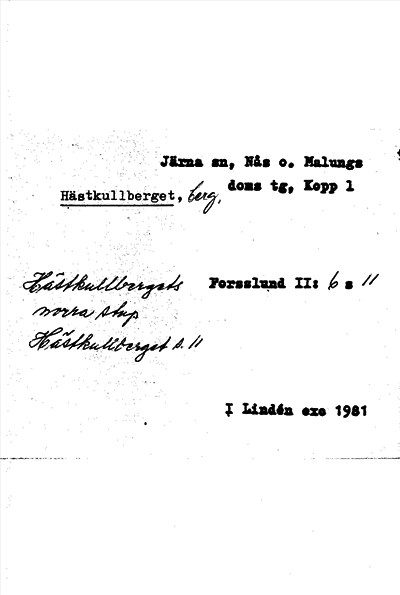 Järna sn, Nås o. Malungs
doms tg, Kopp l
Hästkullberget, berg.
Hästkullbergets Forsslund II: 6 s 11
norra stup
Hästkullberget s. 11
I Lindén exc 1981